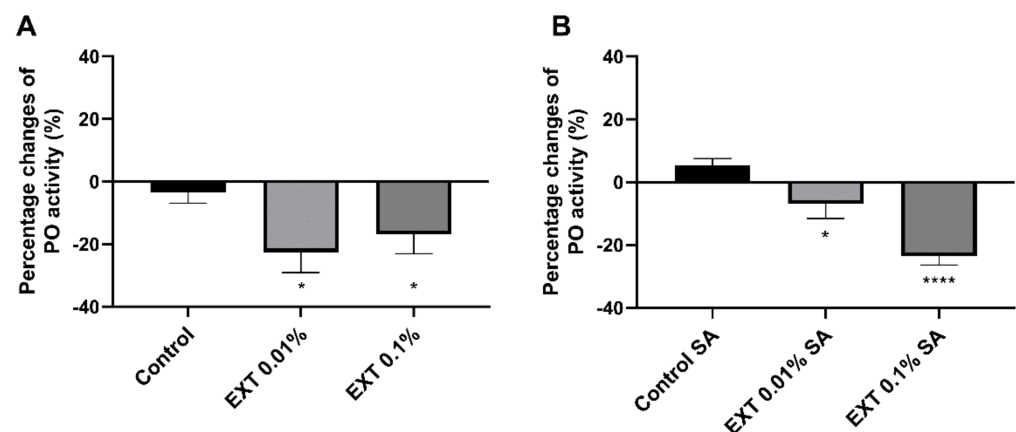 A
Percentage changes of
PO activity (%)
40
20
0
-20
-40
*
*
Control
EXT 0.01%
EXT 0.1%
B
Percentage changes of
PO activity (%)
40
20
0
-20
-40
*
****
Control SA
EXT 0.01% SA
EXT 0.1% SA